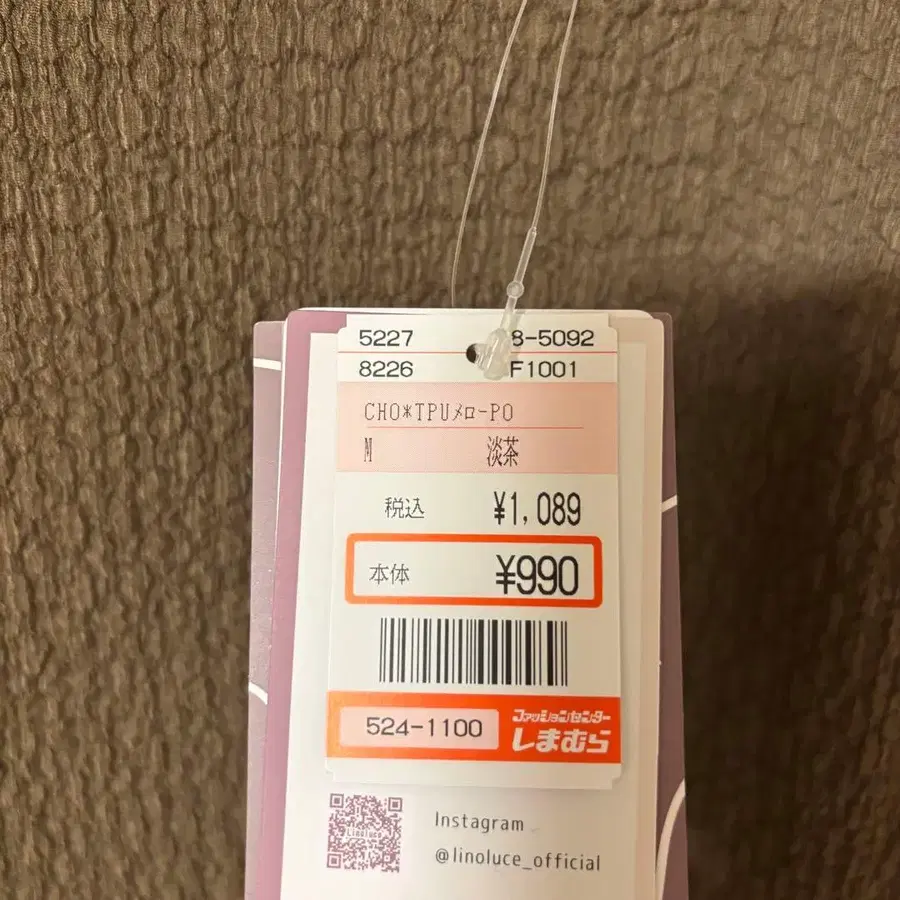 5227 8-5092
8226 F1001
CHO*TPUメロ-PO
M 淡茶
税込 ¥1,089
本体 ¥990
524-1100
ファッションセンター
しまむら
Linoluce
Instagram
@linoluce_official